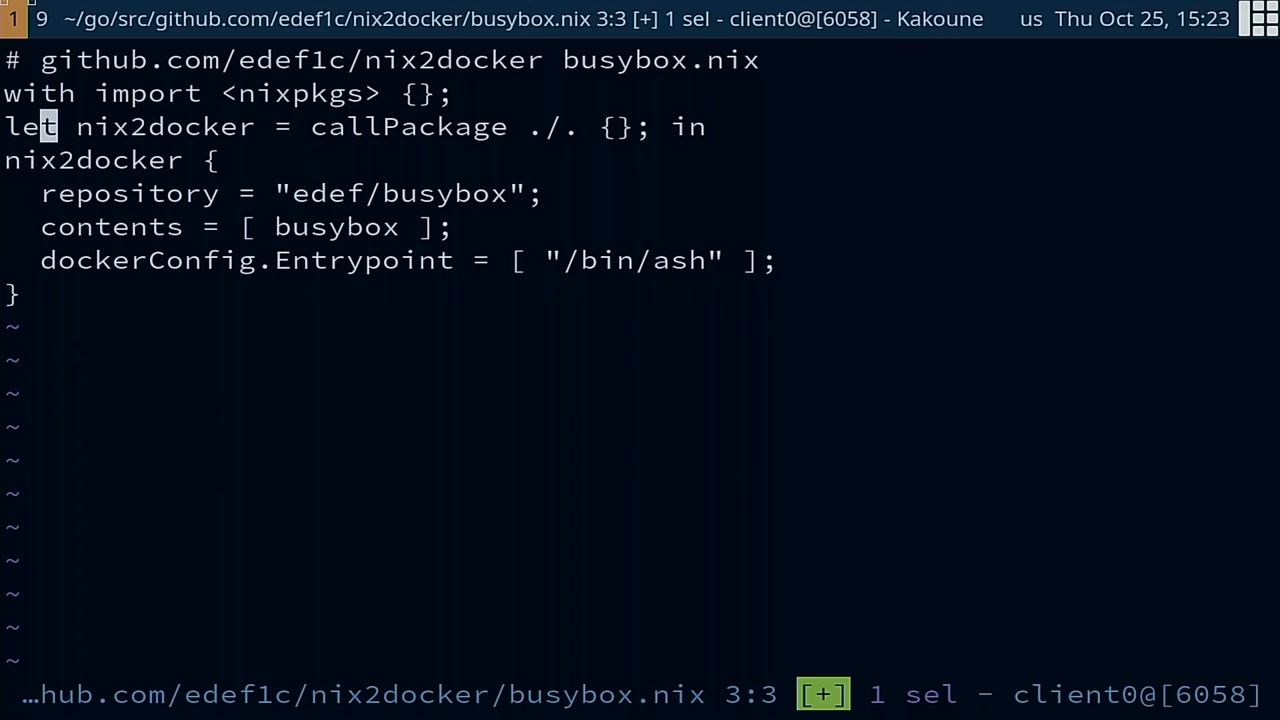 1 9 ~/go/src/github.com/edef1c/nix2docker/busybox.nix 3:3 [+] 1 sel - client0@[6058] - Kakoune us Thu Oct 25, 15:23
# github.com/edef1c/nix2docker busybox.nix
with import <nixpkgs> {};
let nix2docker = callPackage ./. {}; in
nix2docker {
  repository = "edef/busybox";
  contents = [ busybox ];
  dockerConfig.Entrypoint = [ "/bin/ash" ];
}
~
~
~
~
~
~
~
~
~
~
~
…hub.com/edef1c/nix2docker/busybox.nix 3:3 [+] 1 sel - client0@[6058]